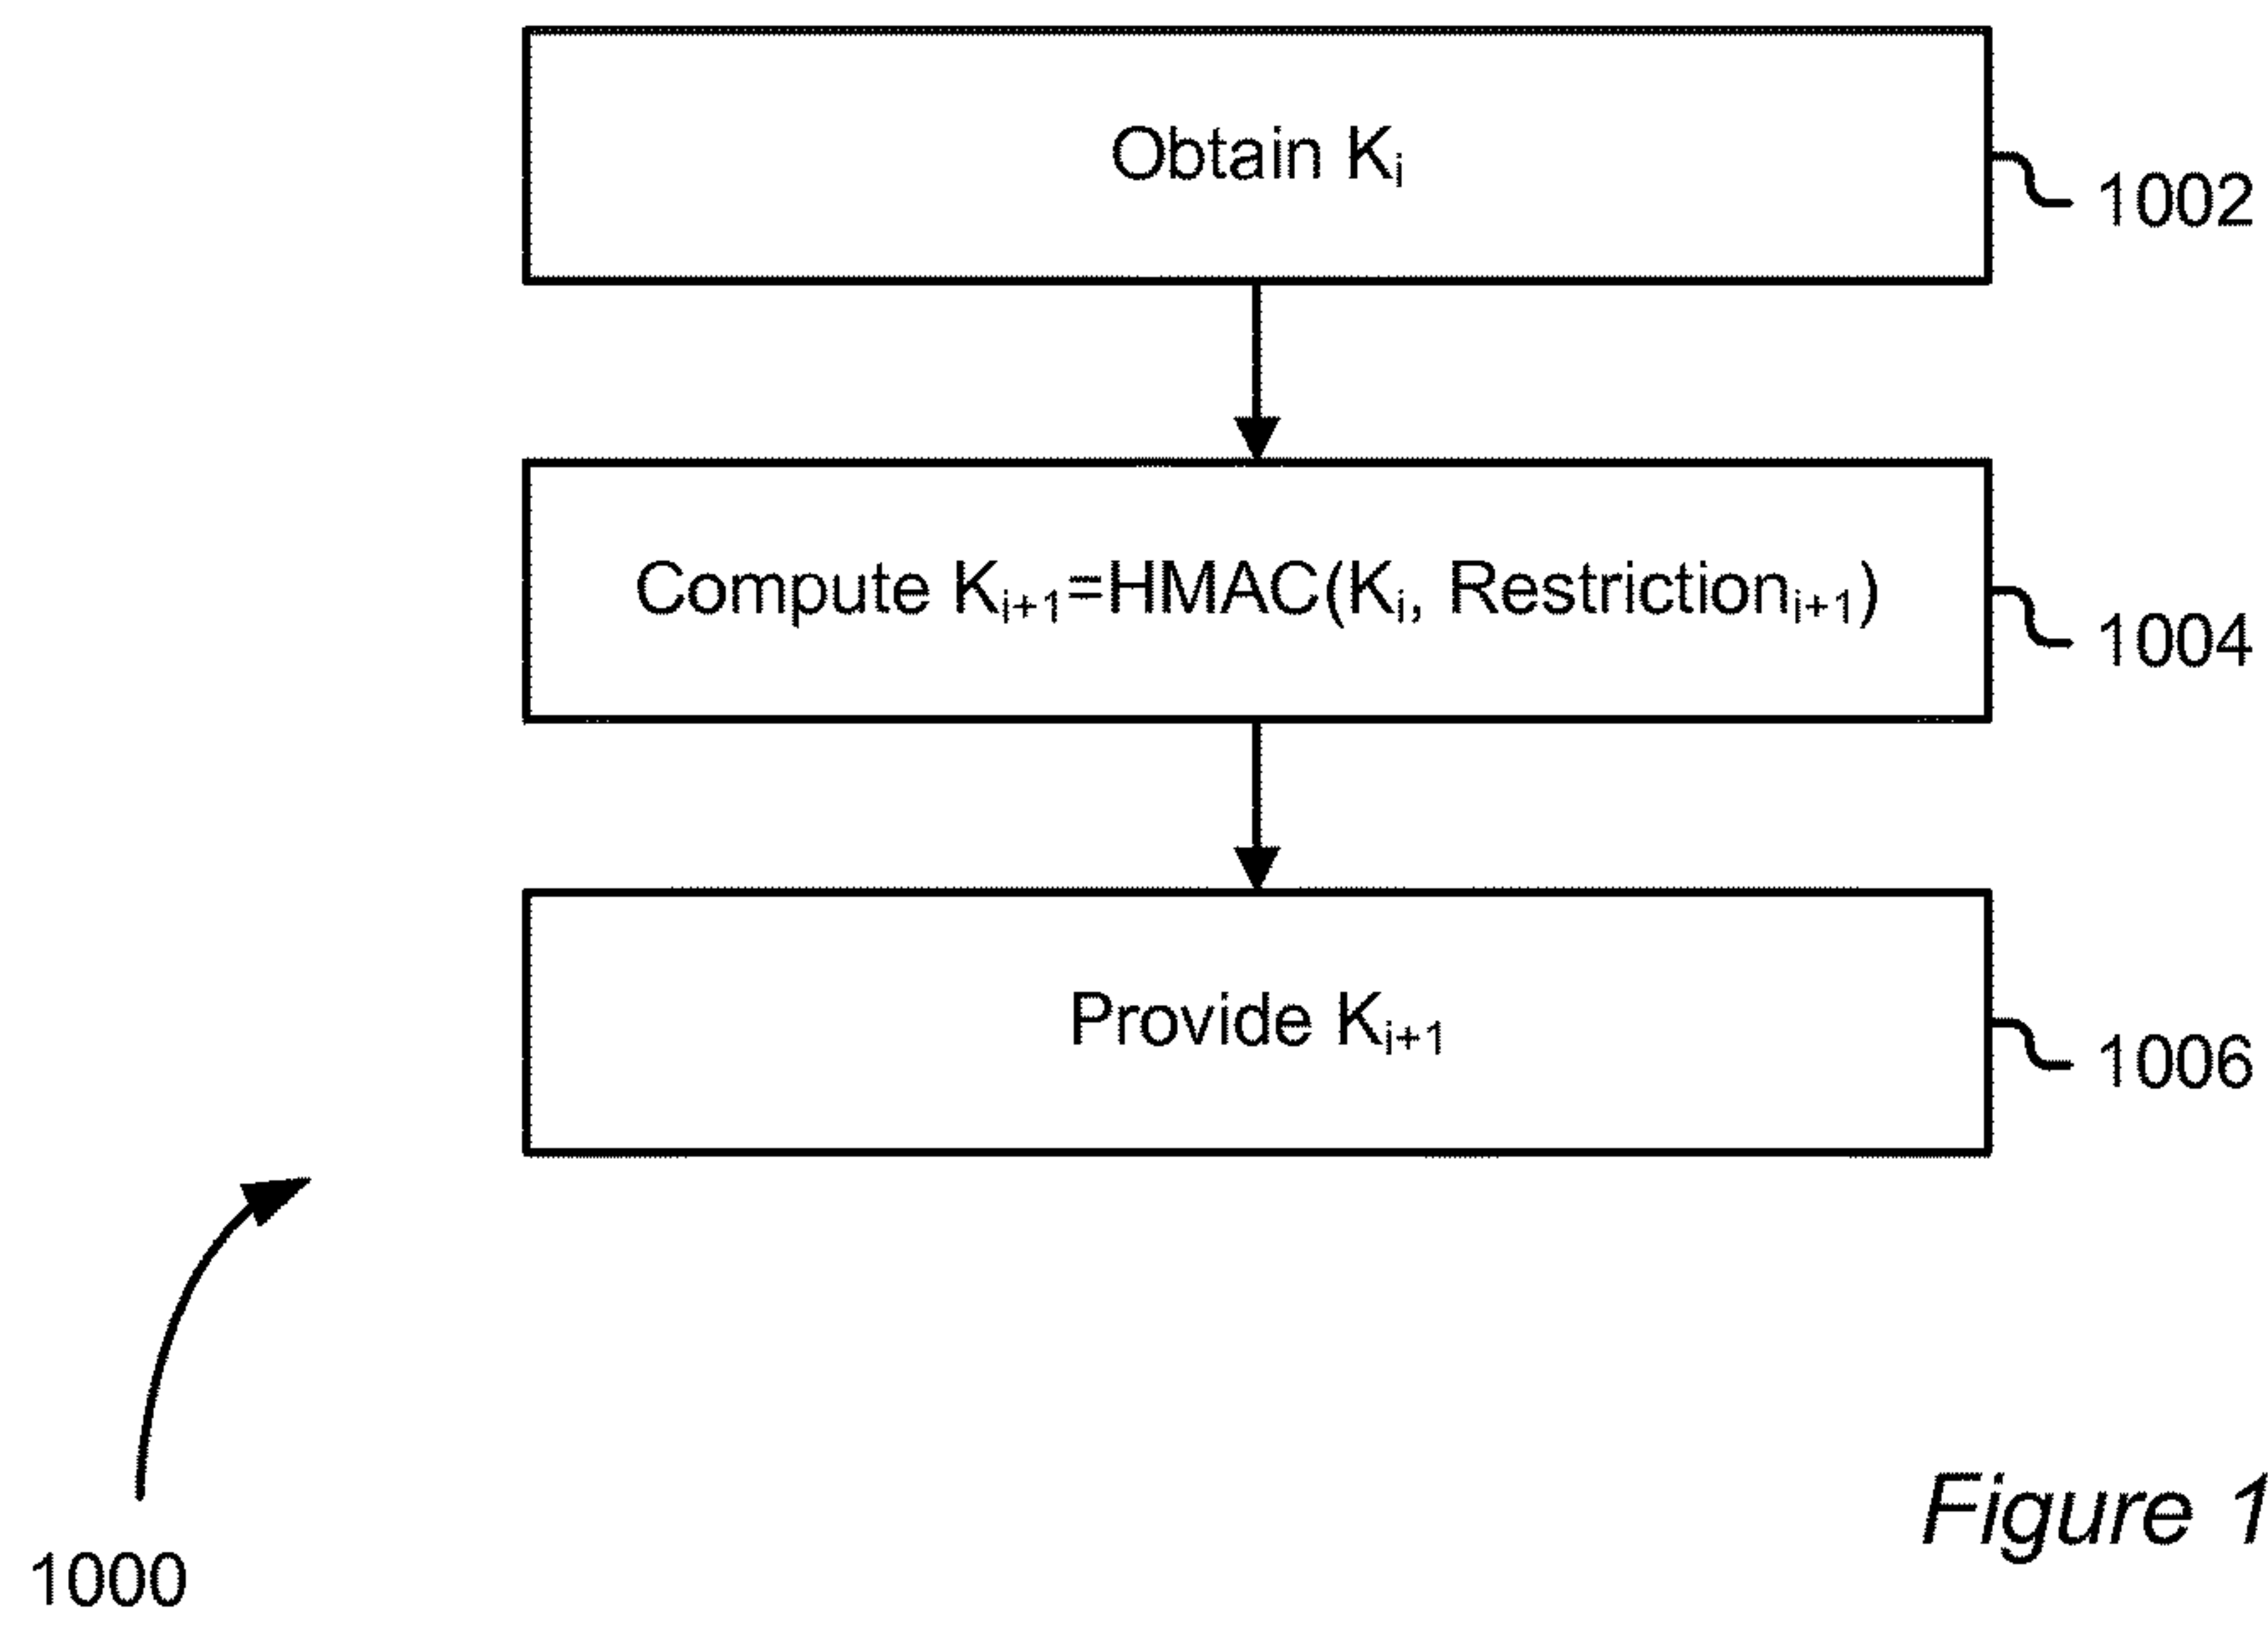 Obtain Kᵢ
1002
Compute Kᵢ₊₁=HMAC(Kᵢ, Restrictionᵢ₊₁)
1004
Provide Kᵢ₊₁
1006
1000
Figure 1